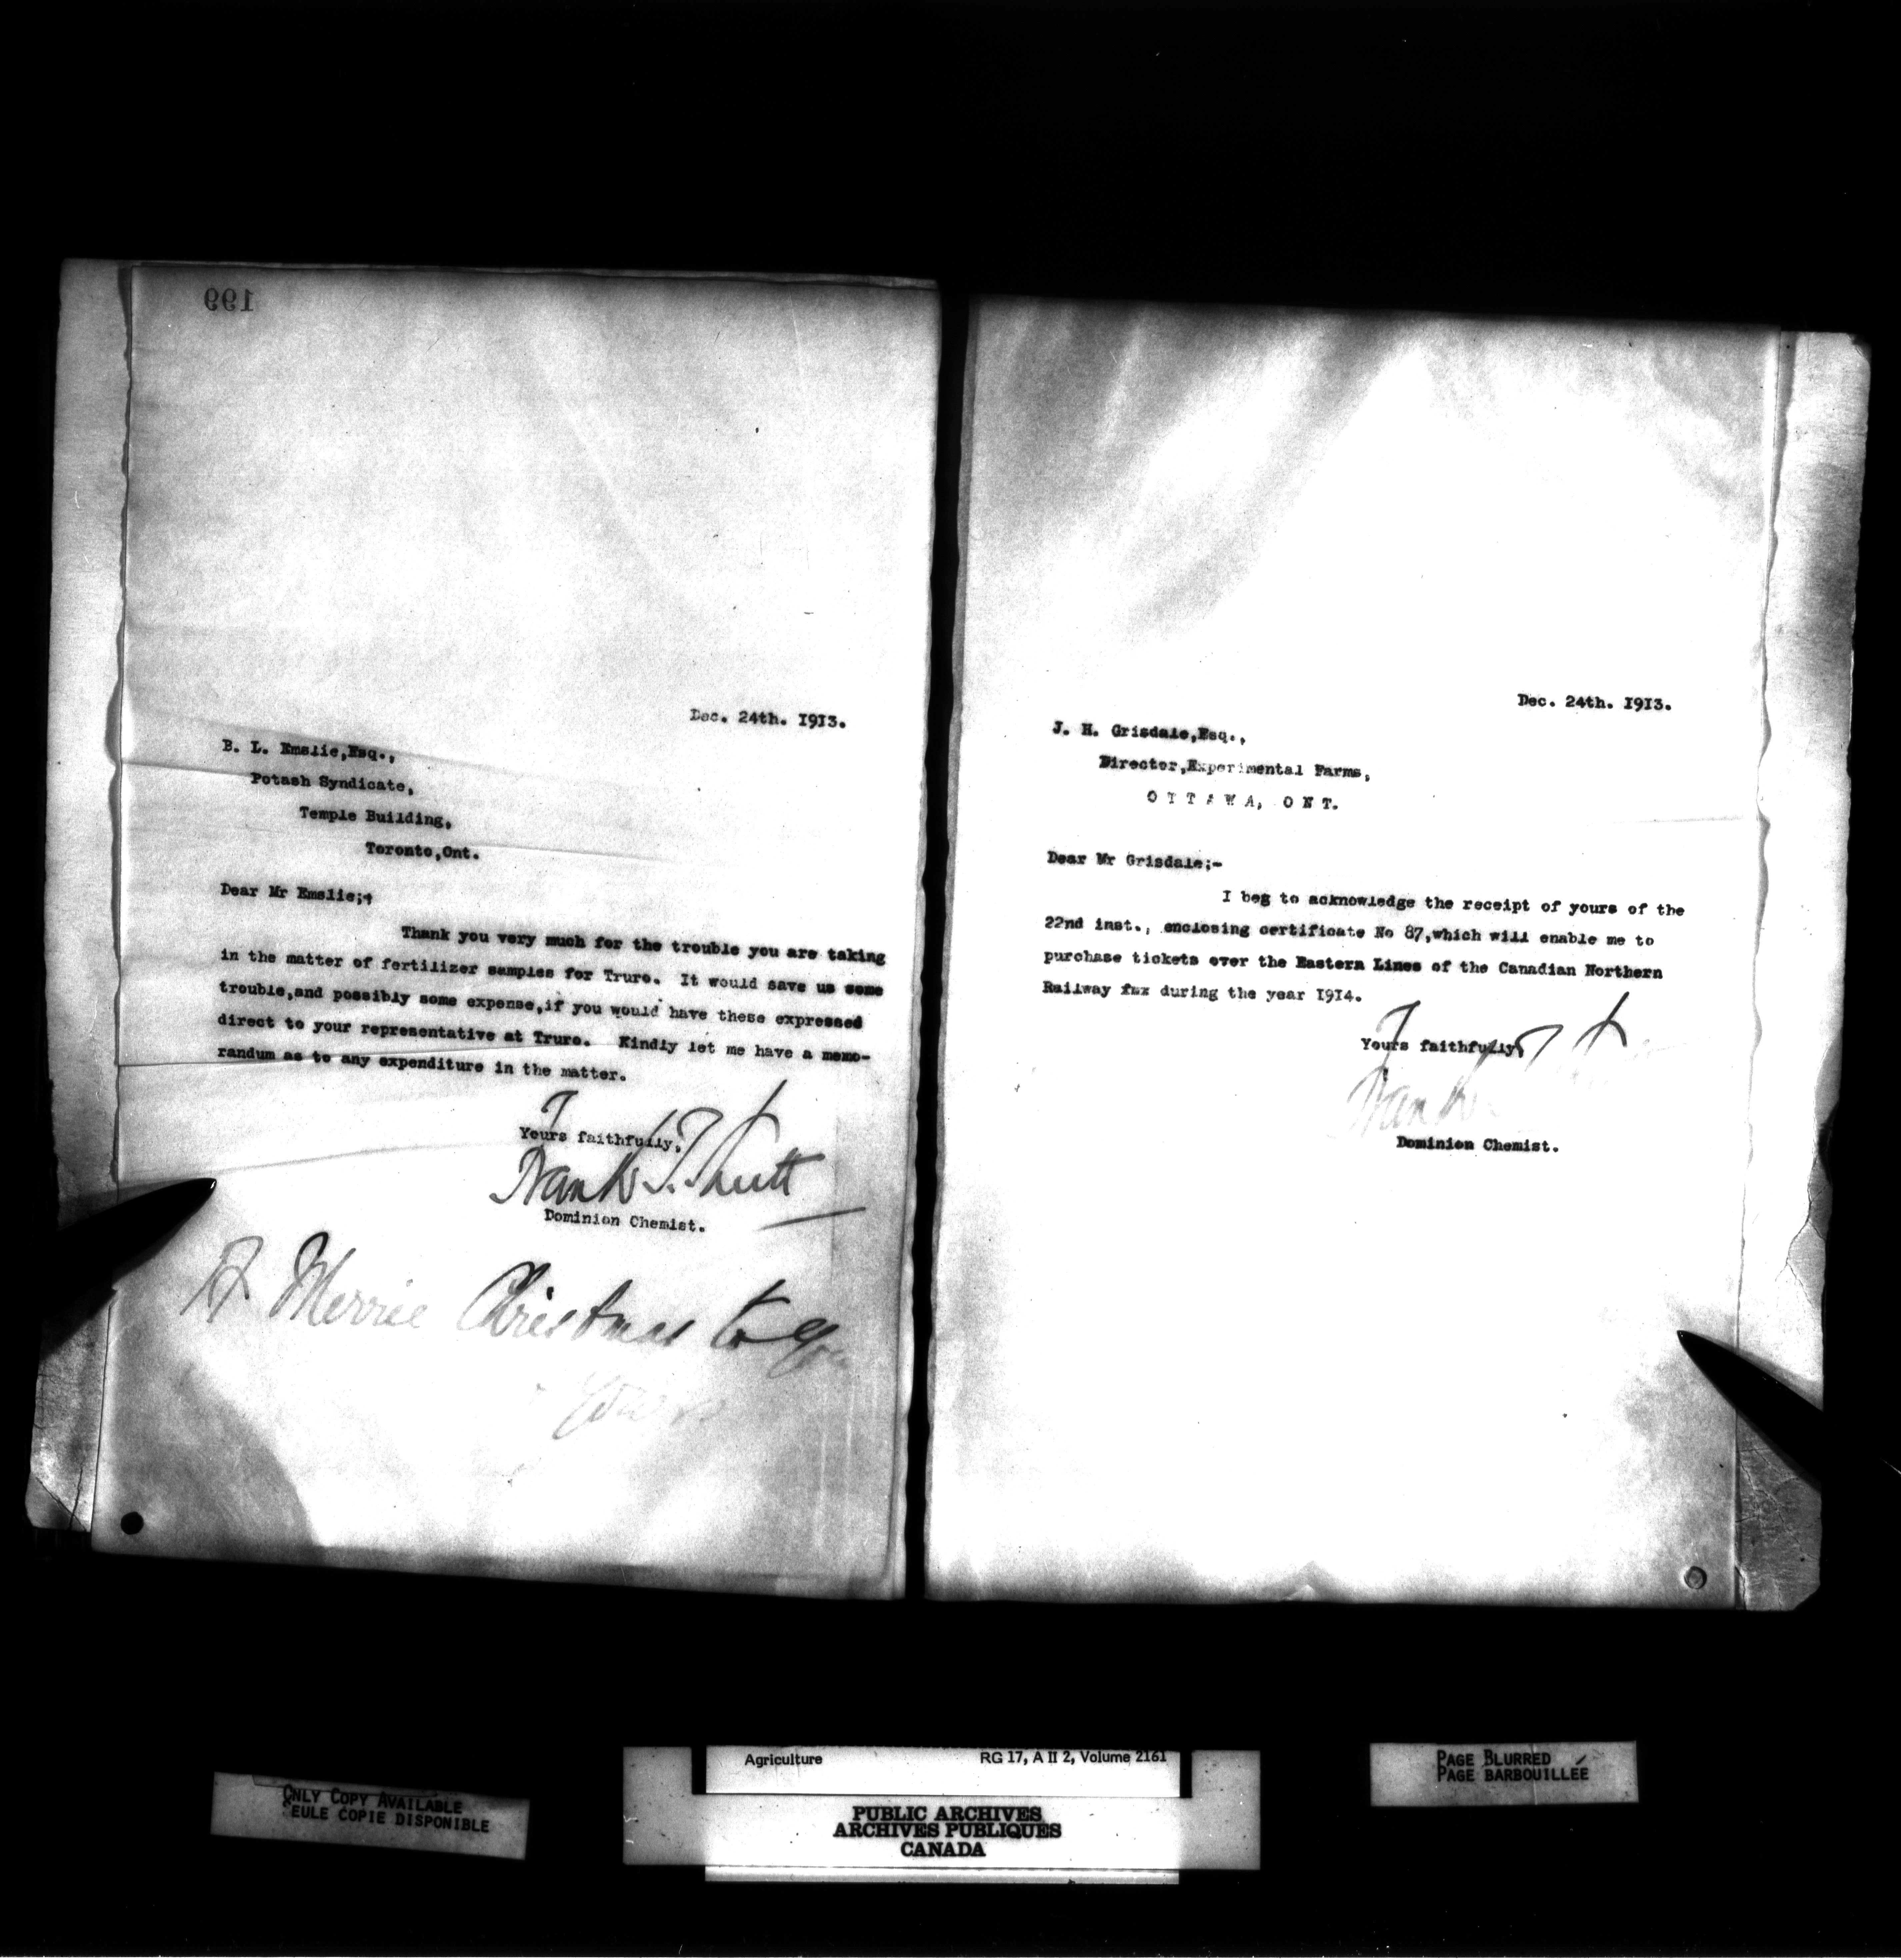 199
Dec. 24th. 1913.
B. L. Emslie,Esq.,
Potash Syndicate,
Temple Building,
Toronto,Ont.
Dear Mr Emslie;-
Thank you very much for the trouble you are taking
in the matter of fertilizer samples for Truro. It would save us some
trouble,and possibly some expense,if you would have these expressed
direct to your representative at Truro. Kindly let me have a memo-
randum as to any expenditure in the matter.
Yours faithfully,
Frank T. Shutt
Dominion Chemist.
A Merrie Christmas to you
Yours
Dec. 24th. 1913.
J. H. Grisdale,Esq.,
Director,Experimental Farms,
OTTAWA, ONT.
Dear Mr Grisdale;-
I beg to acknowledge the receipt of yours of the
22nd inst., enclosing certificate No 87,which will enable me to
purchase tickets over the Eastern Lines of the Canadian Northern
Railway fxx during the year 1914.
Yours faithfully,
Frank
Dominion Chemist.
Agriculture RG 17, A II 2, Volume 2161
PUBLIC ARCHIVES
ARCHIVES PUBLIQUES
CANADA
ONLY COPY AVAILABLE
SEULE COPIE DISPONIBLE
PAGE BLURRED
PAGE BARBOUILLÉE